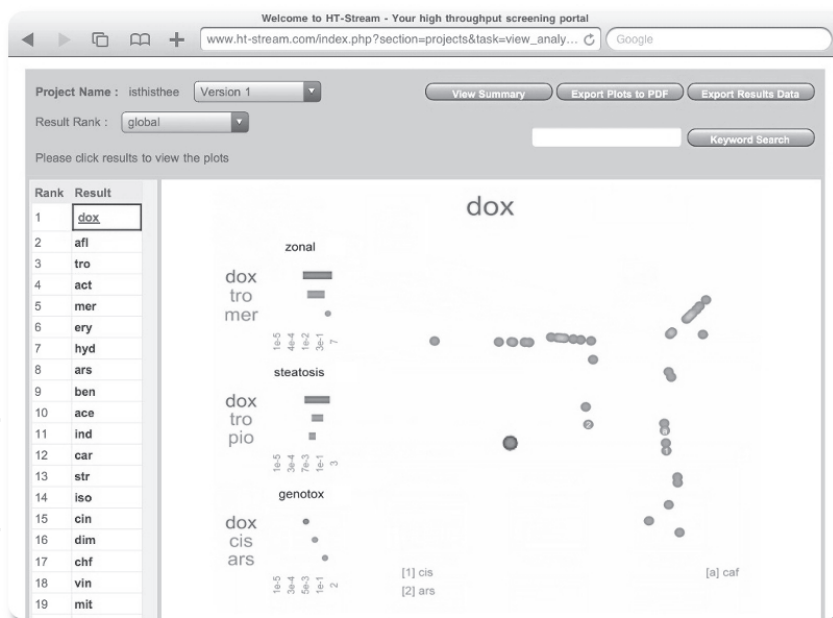 Welcome to HT-Stream - Your high throughput screening portal
www.ht-stream.com/index.php?section=projects&task=view_analy... Google
Project Name : isthisthee Version 1 View Summary Export Plots to PDF Export Results Data
Result Rank : global
Keyword Search
Please click results to view the plots
Rank Result
1 dox
2 afl
3 tro
4 act
5 mer
6 ery
7 hyd
8 ars
9 ben
10 ace
11 ind
12 car
13 str
14 iso
15 cin
16 dim
17 chf
18 vin
19 mit
dox
zonal
dox
tro
mer
1e-5 4e-4 1e-2 3e-1 7
steatosis
dox
tro
pio
1e-5 3e-4 7e-3 1e-1 3
genotox
dox
cis
ars
1e-5 3e-4 5e-3 1e-1 2
2
a
1
[1] cis [a] caf
[2] ars